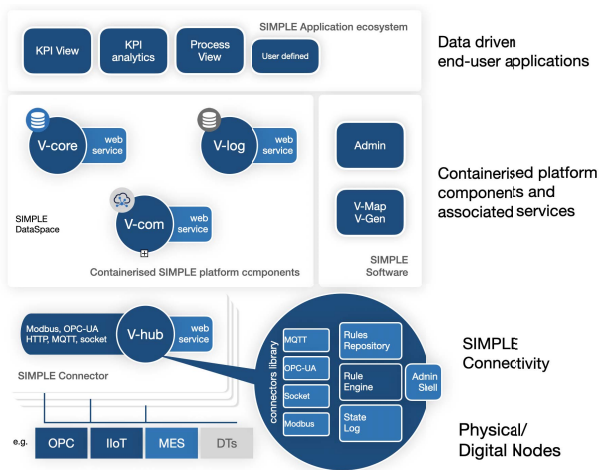 SIMPLE Application ecosystem
KPI View
KPI
analytics
Process
View
User defined
Data driven
end-user applications
V-core
web
service
V-log
web
service
V-com
web
service
SIMPLE
DataSpace
Containerised SIMPLE platform components
Admin
V-Map
V-Gen
SIMPLE
Software
Containerised platform
components and
associated services
Modbus, OPC-UA
HTTP, MQTT, socket
V-hub
web
service
SIMPLE Connector
connectors library
MQTT
OPC-UA
Socket
Modbus
Rules
Repository
Rule
Engine
State
Log
Admin
Shell
SIMPLE
Connectivity
e.g.
OPC
IIoT
MES
DTs
Physical/
Digital Nodes